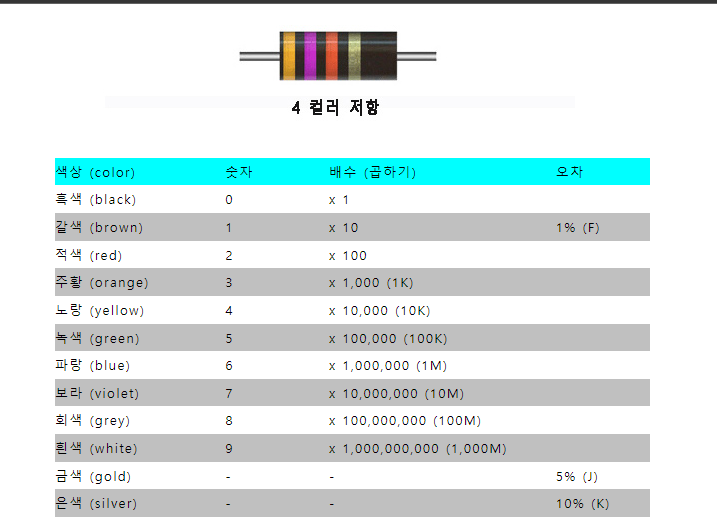 4 컬러 저항
색상 (color) 숫자 배수 (곱하기) 오차
흑색 (black) 0 x 1
갈색 (brown) 1 x 10 1% (F)
적색 (red) 2 x 100
주황 (orange) 3 x 1,000 (1K)
노랑 (yellow) 4 x 10,000 (10K)
녹색 (green) 5 x 100,000 (100K)
파랑 (blue) 6 x 1,000,000 (1M)
보라 (violet) 7 x 10,000,000 (10M)
회색 (grey) 8 x 100,000,000 (100M)
흰색 (white) 9 x 1,000,000,000 (1,000M)
금색 (gold) - - 5% (J)
은색 (silver) - - 10% (K)